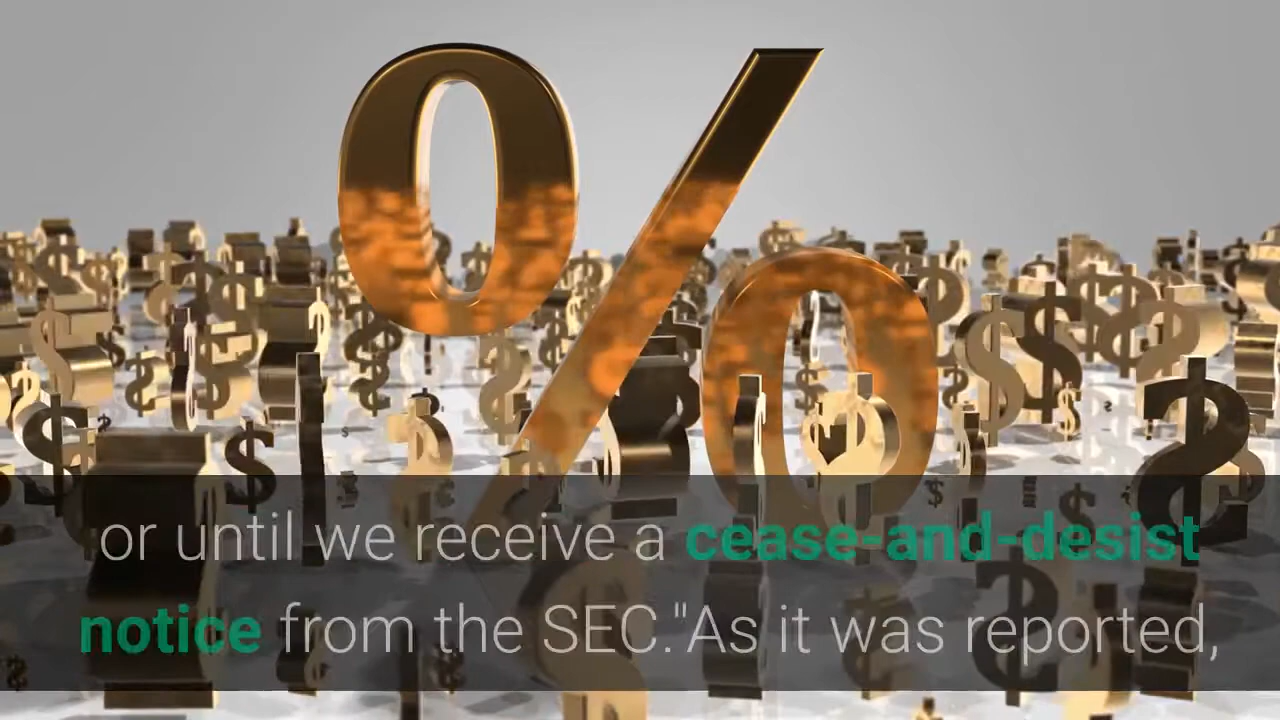 %
or until we receive a cease-and-desist
notice from the SEC."As it was reported,